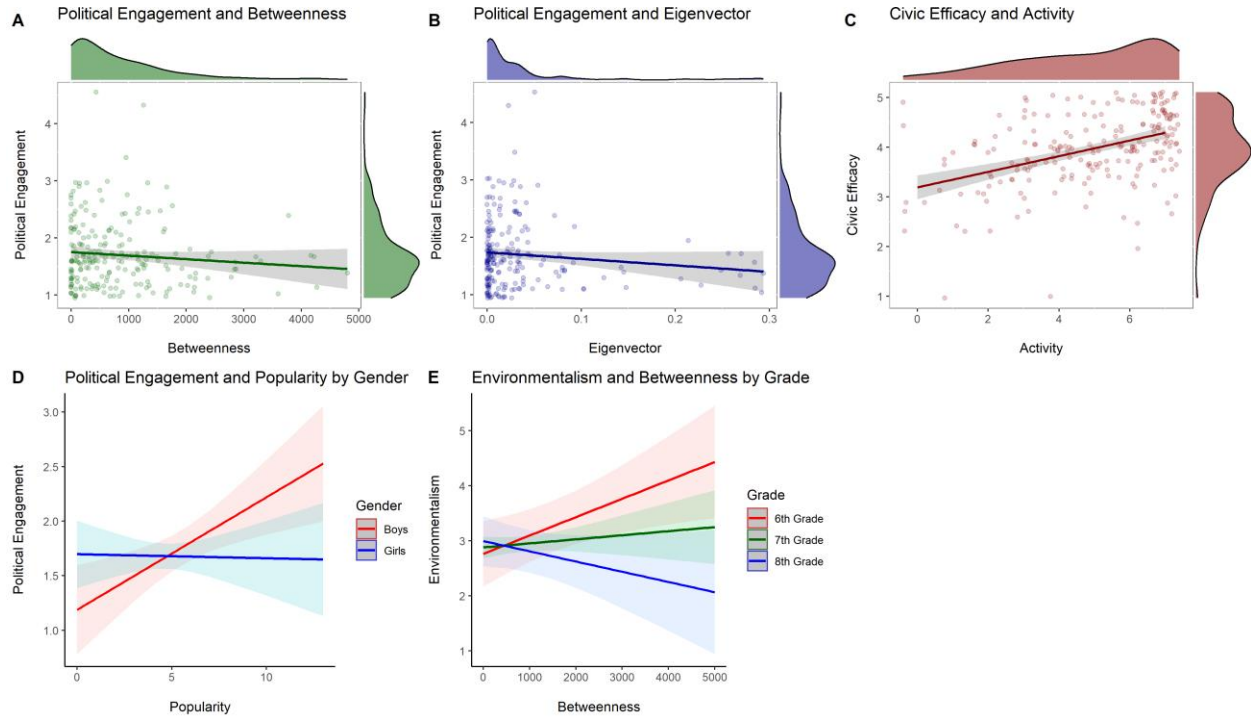 A Political Engagement and Betweenness
Political Engagement
4
3
2
1
0 1000 2000 3000 4000 5000
Betweenness
B Political Engagement and Eigenvector
Political Engagement
4
3
2
1
0.0 0.1 0.2 0.3
Eigenvector
C Civic Efficacy and Activity
Civic Efficacy
5
4
3
2
1
0 2 4 6
Activity
D Political Engagement and Popularity by Gender
Political Engagement
3.0
2.5
2.0
1.5
1.0
0 5 10
Popularity
Gender
Boys
Girls
E Environmentalism and Betweenness by Grade
Environmentalism
5
4
3
2
1
0 1000 2000 3000 4000 5000
Betweenness
Grade
6th Grade
7th Grade
8th Grade